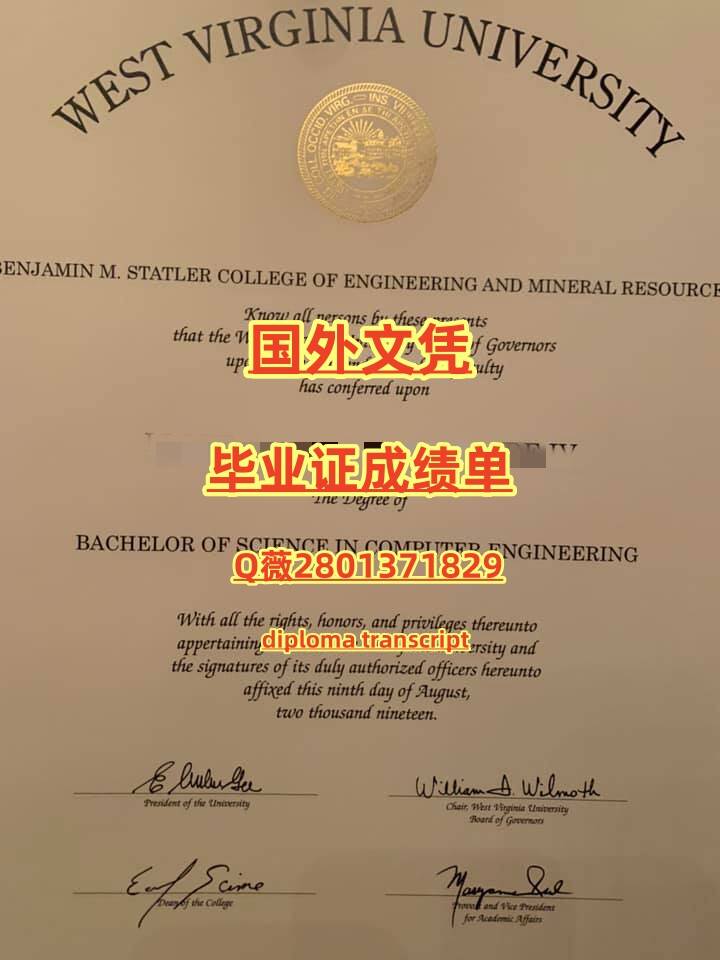 WEST VIRGINIA UNIVERSITY
BENJAMIN M. STATLER COLLEGE OF ENGINEERING AND MINERAL RESOURCE
Know all persons by these presents
that the of Governors
国外文凭
has conferred upon
IV
毕业证成绩单
The Degree of
BACHELOR OF SCIENCE IN COMPUTER ENGINEERING
Q薇2801371829
With all the rights, honors, and privileges thereunto
diploma transcript
appertaining and
the signatures of its duly authorized officers hereunto
affixed this ninth day of August,
two thousand nineteen.
President of the University
William D. Wilmoth
Chair, West Virginia University
Board of Governors
Dean of the College
Provost and Vice President
for Academic Affairs